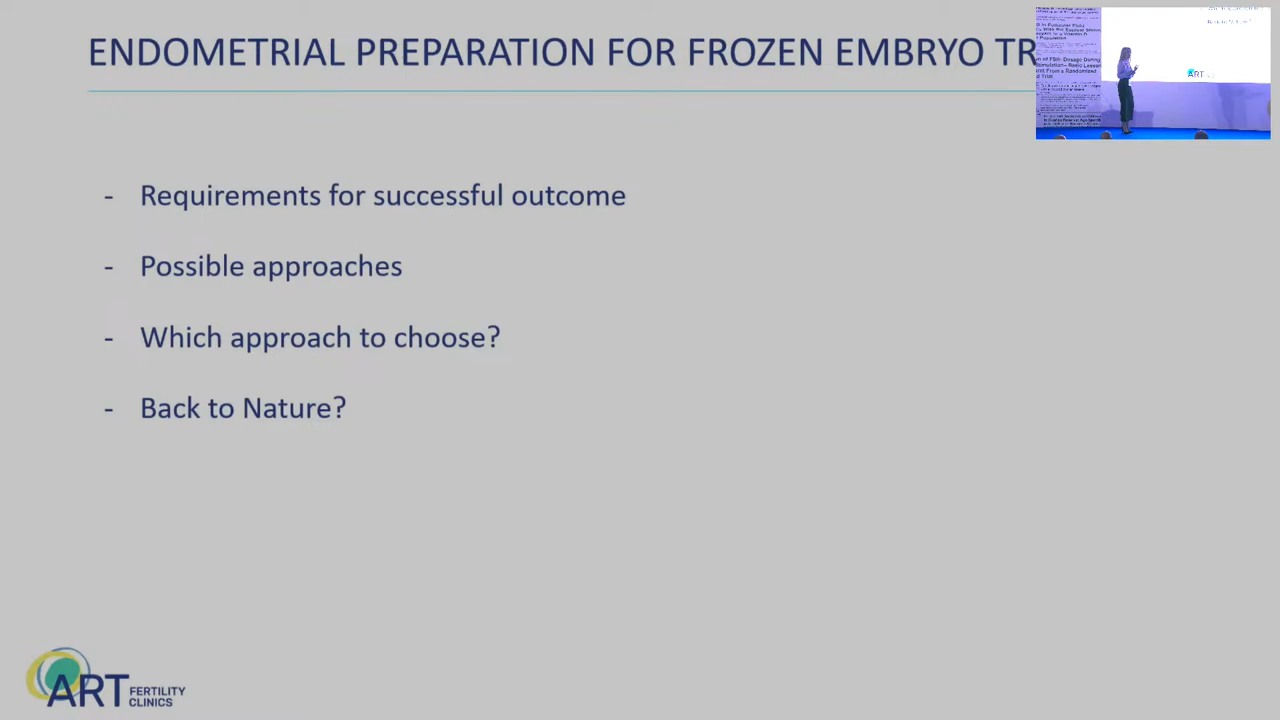 ENDOMETRIAL PREPARATION FOR FROZEN EMBRYO TR
- Requirements for successful outcome
- Possible approaches
- Which approach to choose?
- Back to Nature?
ART FERTILITY
CLINICS
ART